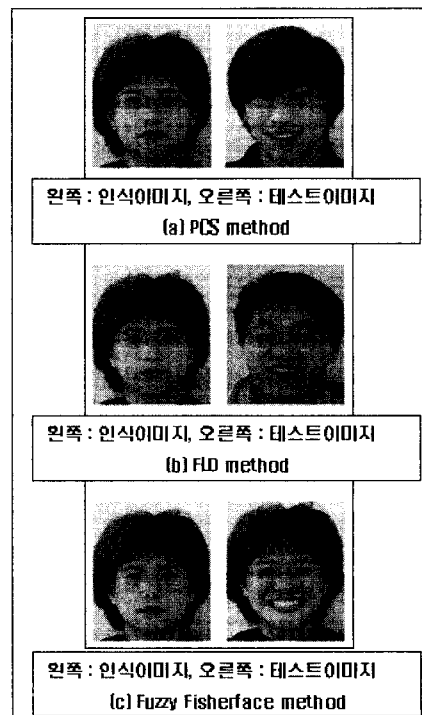 왼쪽 : 인식이미지, 오른쪽 : 테스트이미지
(a) PCS method
왼쪽 : 인식이미지, 오른쪽 : 테스트이미지
(b) FLD method
왼쪽 : 인식이미지, 오른쪽 : 테스트이미지
(c) Fuzzy Fisherface method